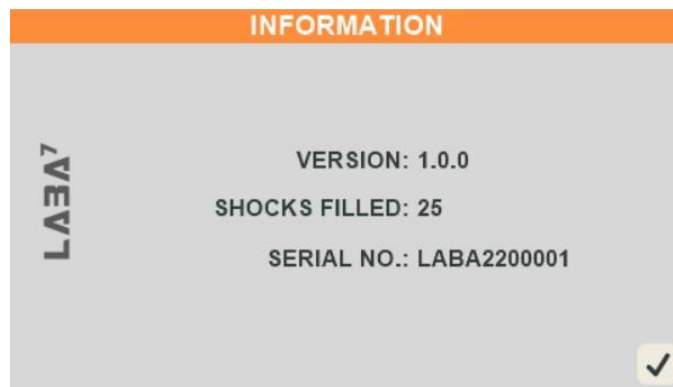 INFORMATION
LABA7
VERSION: 1.0.0
SHOCKS FILLED: 25
SERIAL NO.: LABA2200001